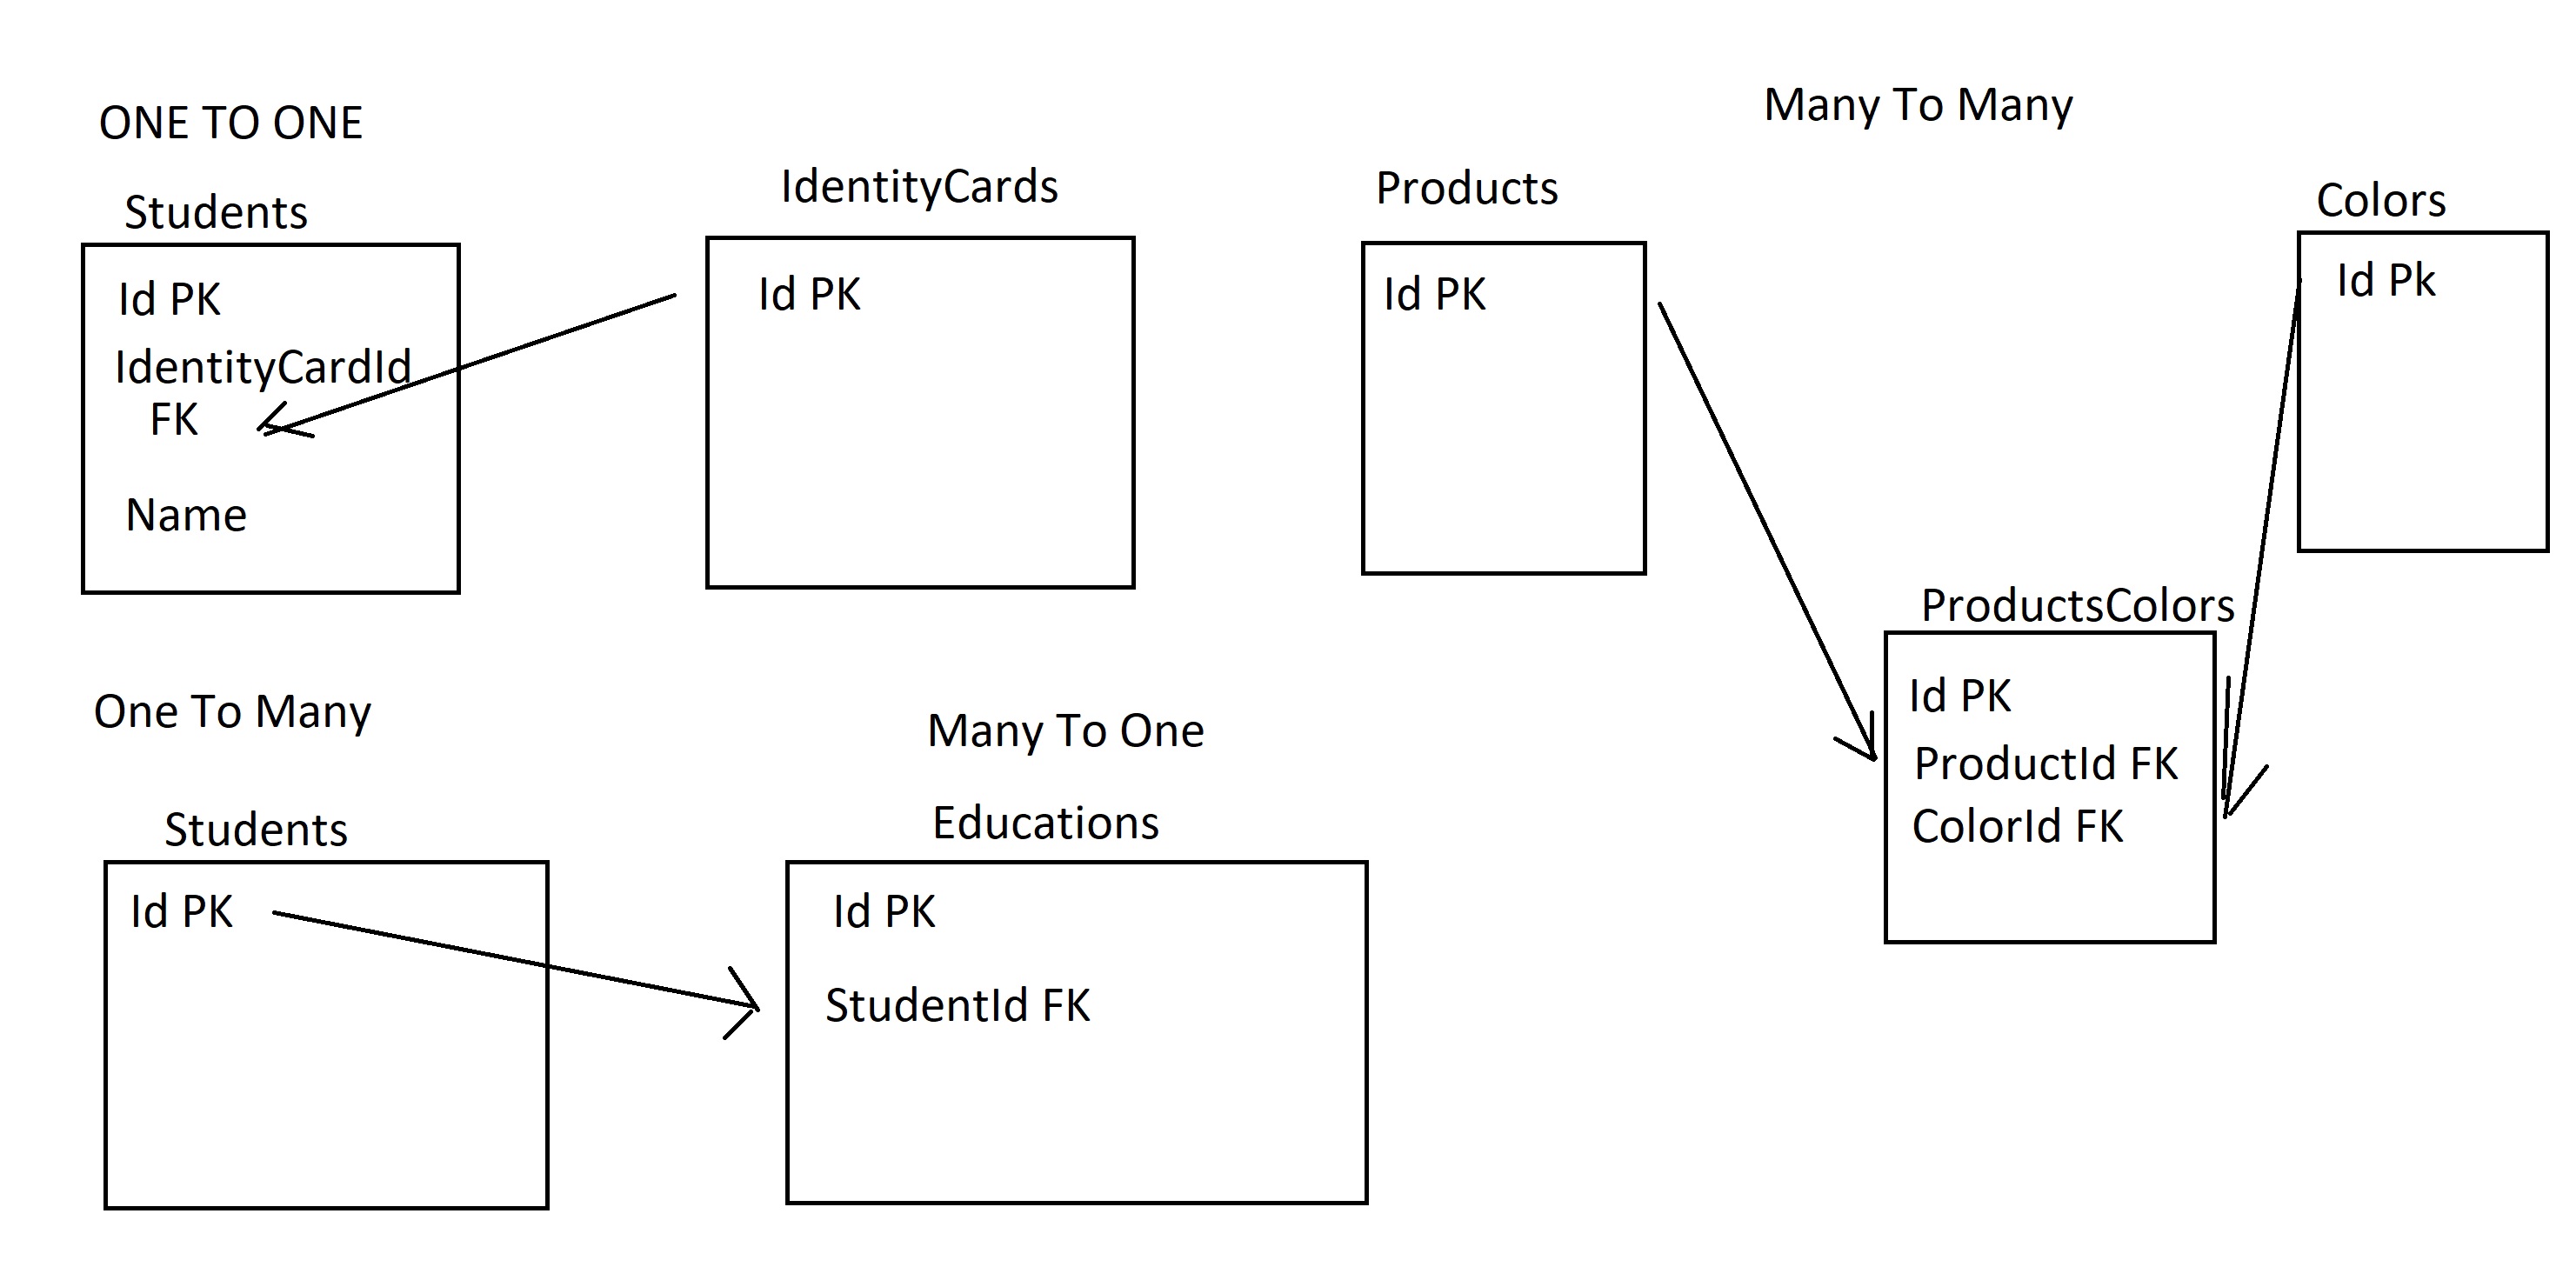 ONE TO ONE
Students
Id PK
IdentityCardId
FK
Name
IdentityCards
Id PK
Many To Many
Products
Id PK
Colors
Id Pk
ProductsColors
Id PK
ProductId FK
ColorId FK
One To Many
Students
Id PK
Many To One
Educations
Id PK
StudentId FK